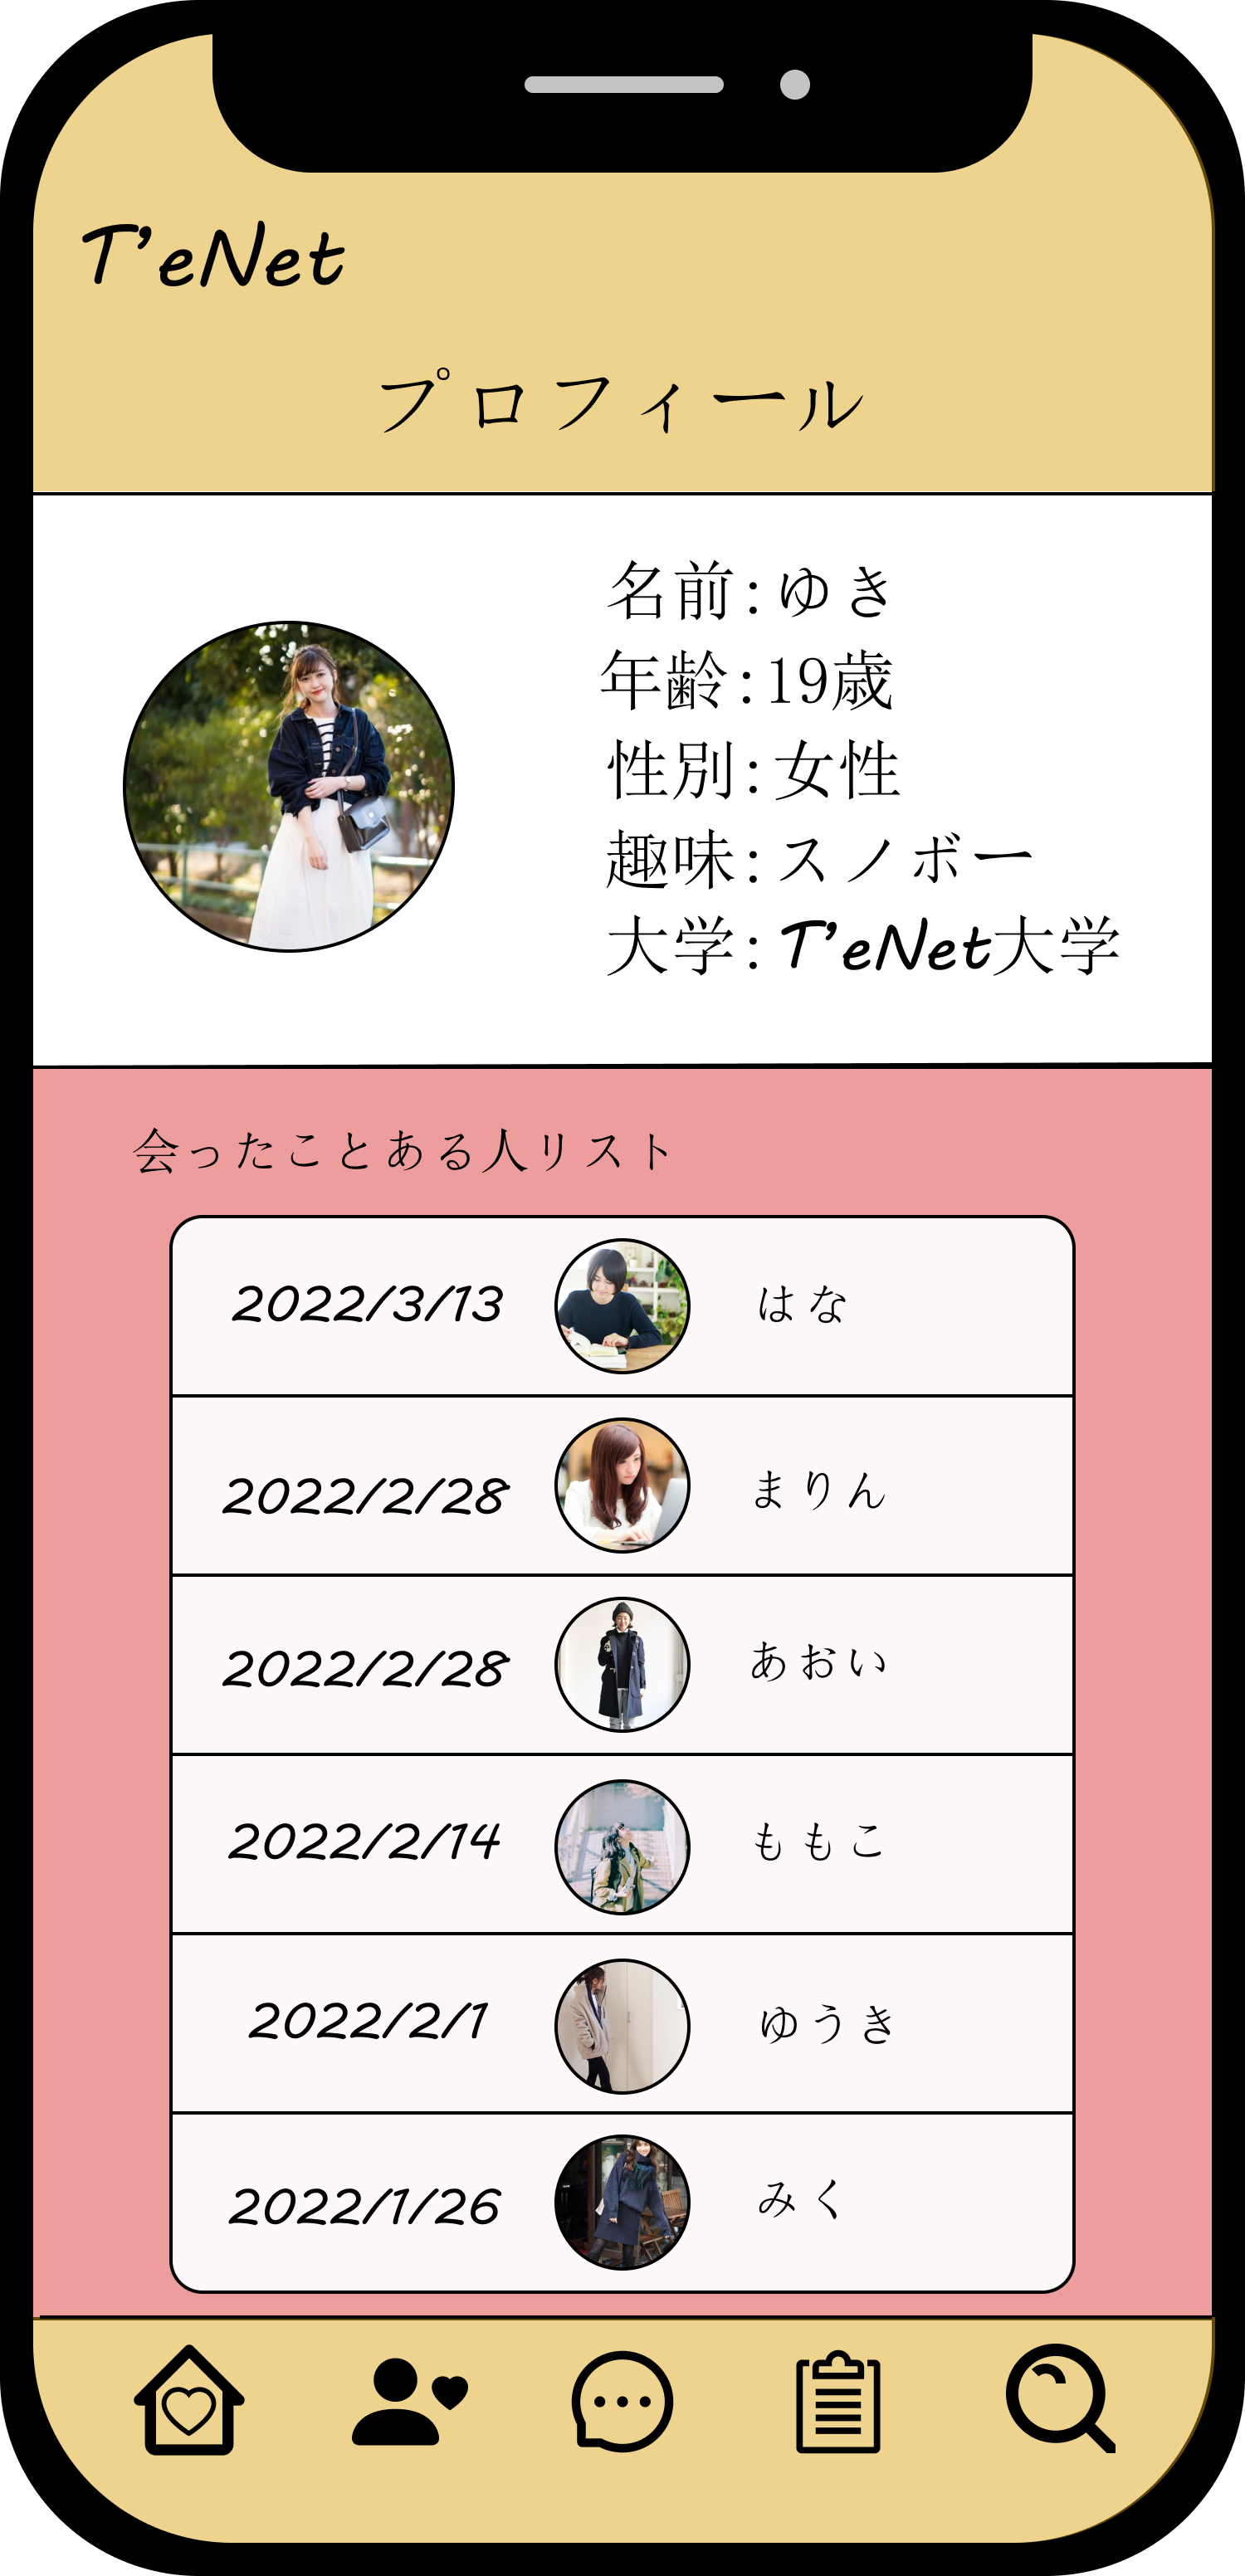 T'eNet
プロフィール
名前:ゆき
年齢:19歳
性別:女性
趣味:スノボー
大学:T'eNet大学
会ったことある人リスト
2022/3/13 はな
2022/2/28 まりん
2022/2/28 あおい
2022/2/14 ももこ
2022/2/1 ゆうき
2022/1/26 みく